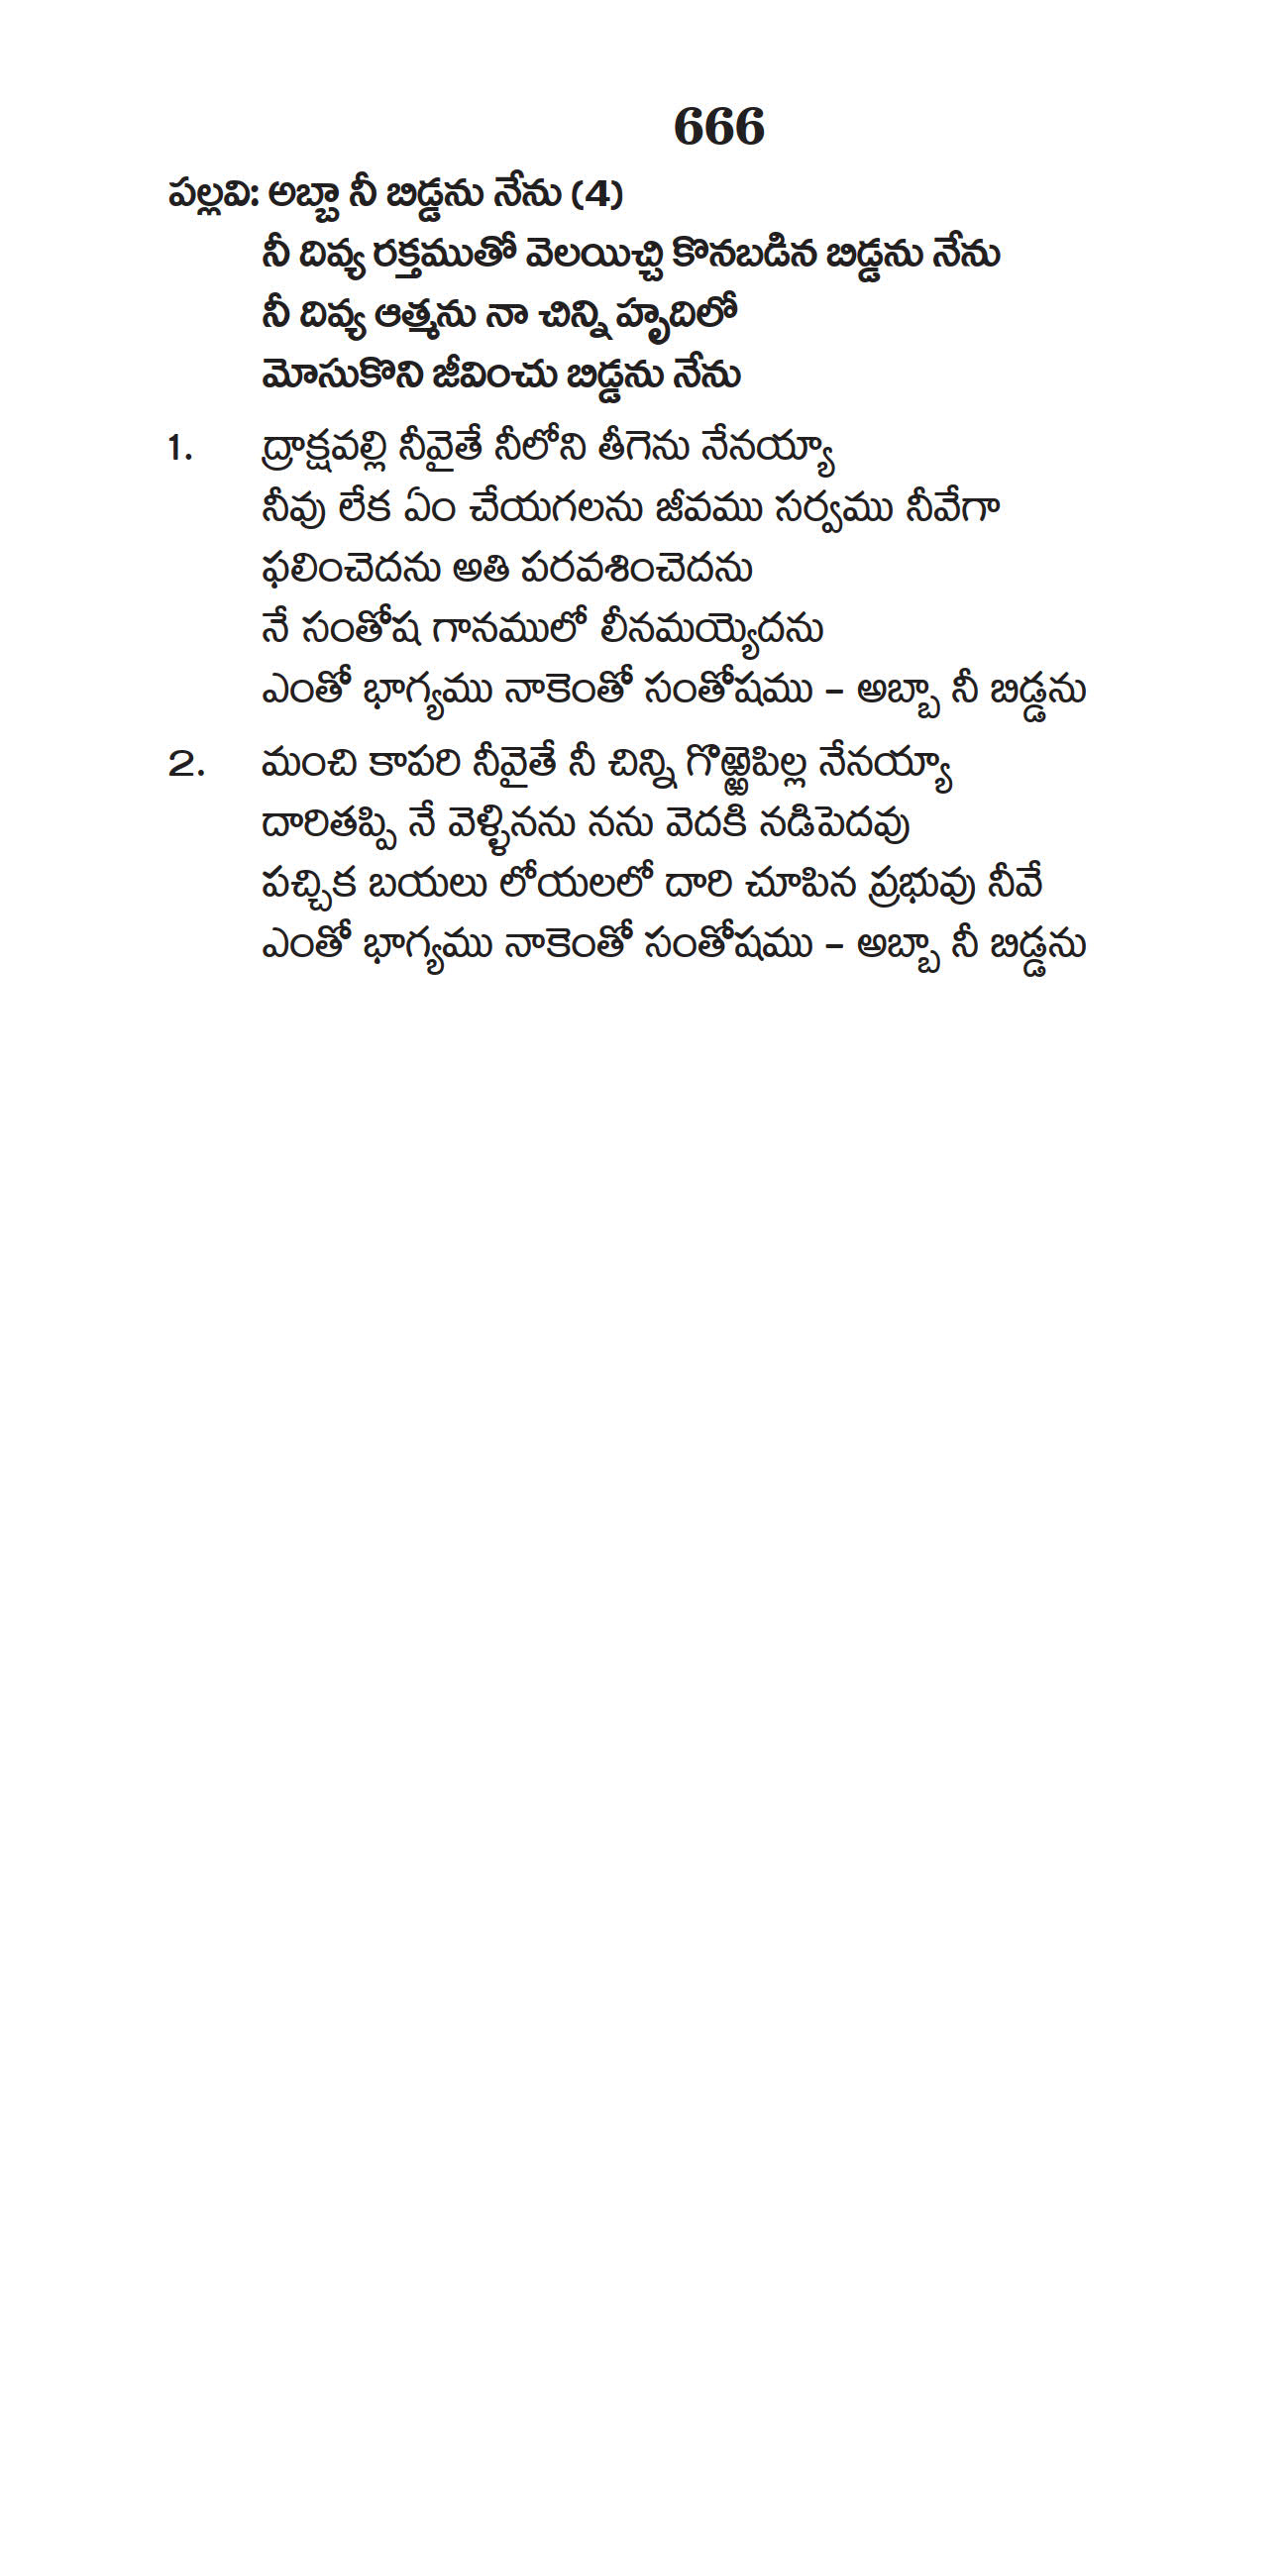 666
పల్లవి: అబ్బా నీ బిడ్డను నేను (4)
నీ దివ్య రక్తముతో వెలయిచ్చి కొనబడిన బిడ్డను నేను
నీ దివ్య ఆత్మను నా చిన్ని హృదిలో
మోసుకొని జీవించు బిడ్డను నేను
1. ద్రాక్షవల్లి నీవైతే నీలోని తీగెను నేనయ్యా
నీవు లేక ఏం చేయగలను జీవము సర్వము నీవేగా
ఫలించెదను అతి పరవశించెదను
నే సంతోష గానములో లీనమయ్యెదను
ఎంతో భాగ్యము నాకెంతో సంతోషము – అబ్బా నీ బిడ్డను
2. మంచి కాపరి నీవైతే నీ చిన్ని గొఱ్ఱెపిల్ల నేనయ్యా
దారితప్పి నే వెళ్ళినను నను వెదకి నడిపెదవు
పచ్చిక బయలు లోయలలో దారి చూపిన ప్రభువు నీవే
ఎంతో భాగ్యము నాకెంతో సంతోషము – అబ్బా నీ బిడ్డను